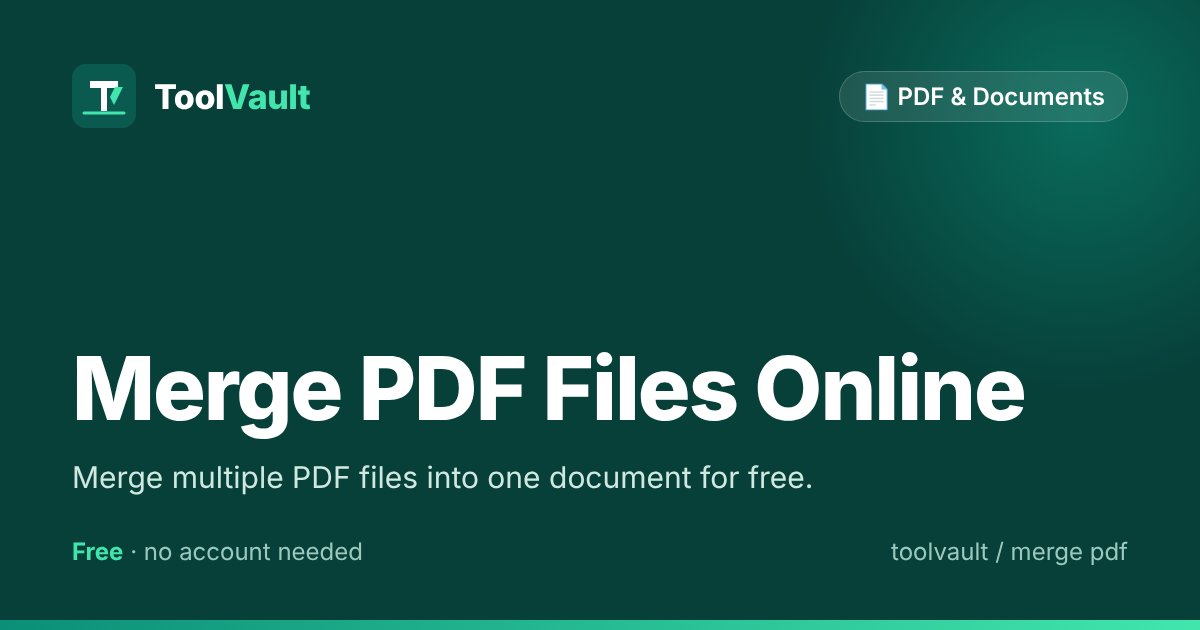 ToolVault
📄 PDF & Documents
Merge PDF Files Online
Merge multiple PDF files into one document for free.
Free · no account needed
toolvault / merge pdf